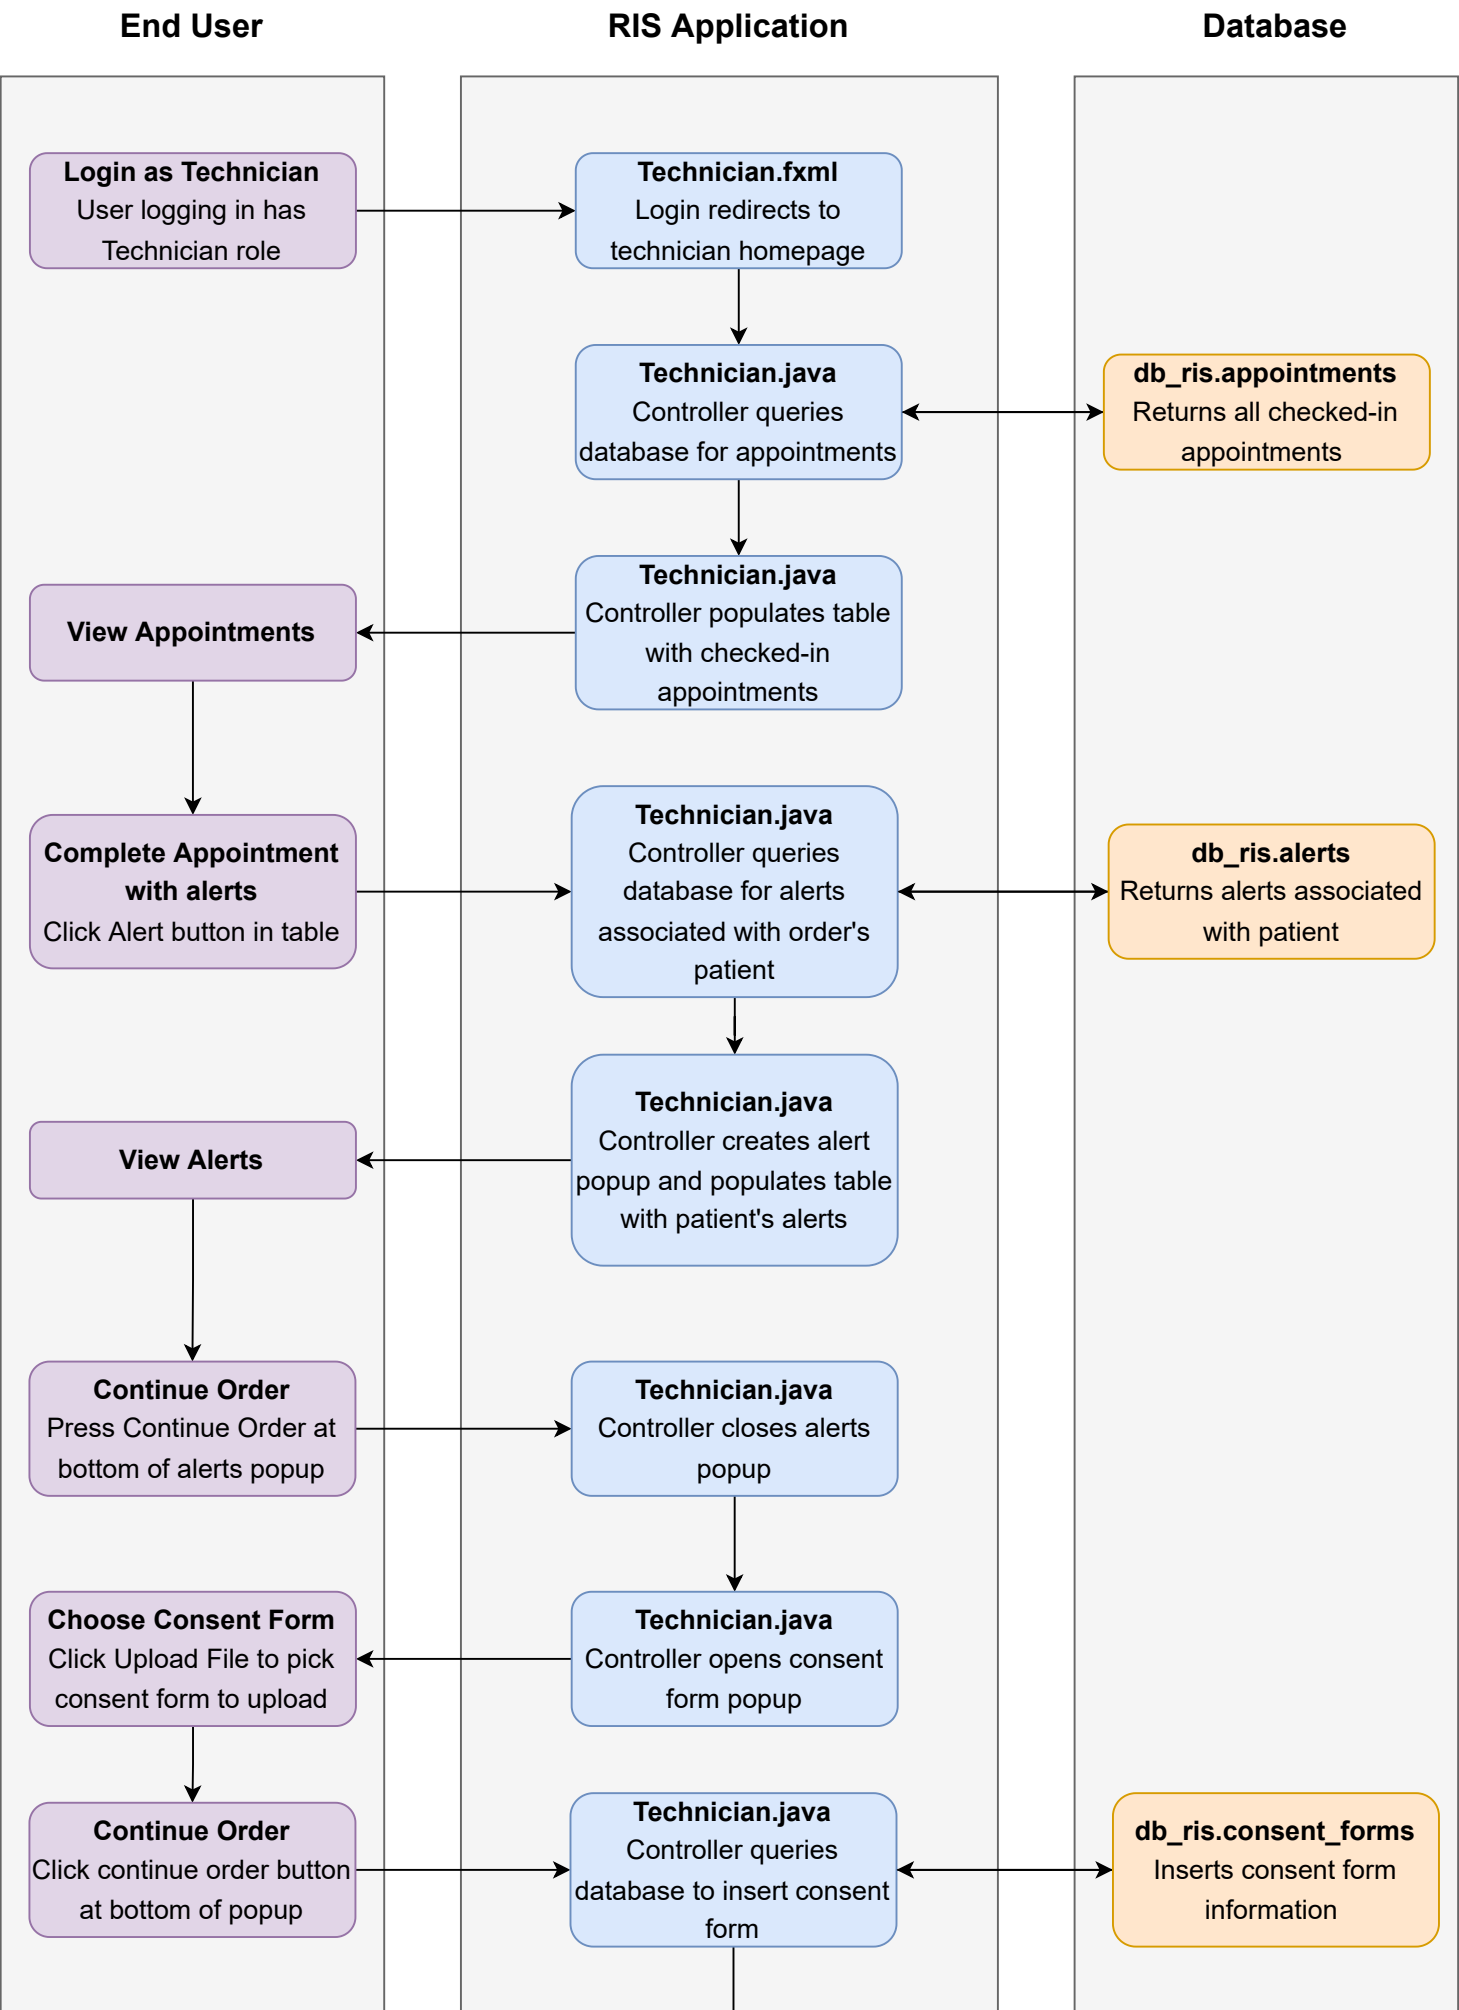 End User
RIS Application
Database
Login as Technician
User logging in has
Technician role
Technician.fxml
Login redirects to
technician homepage
Technician.java
Controller queries
database for appointments
db_ris.appointments
Returns all checked-in
appointments
Technician.java
Controller populates table
with checked-in
appointments
View Appointments
Complete Appointment
with alerts
Click Alert button in table
Technician.java
Controller queries
database for alerts
associated with order's
patient
db_ris.alerts
Returns alerts associated
with patient
Technician.java
Controller creates alert
popup and populates table
with patient's alerts
View Alerts
Continue Order
Press Continue Order at
bottom of alerts popup
Technician.java
Controller closes alerts
popup
Technician.java
Controller opens consent
form popup
Choose Consent Form
Click Upload File to pick
consent form to upload
Continue Order
Click continue order button
at bottom of popup
Technician.java
Controller queries
database to insert consent
form
db_ris.consent_forms
Inserts consent form
information